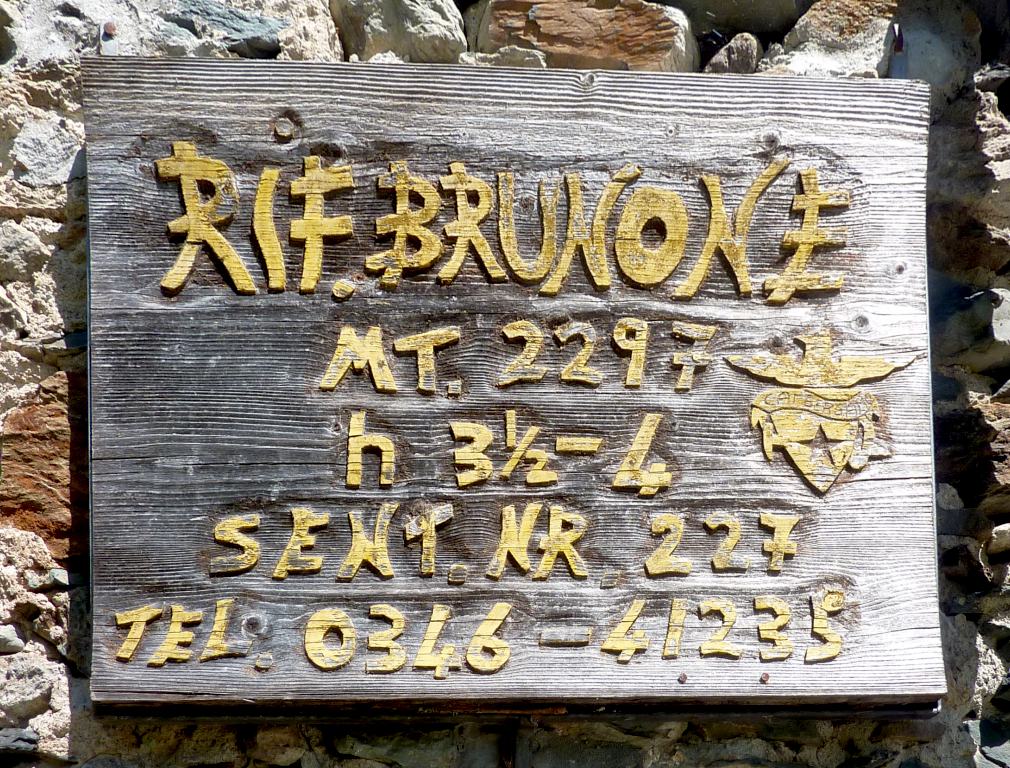 RIF. BRUNONE
MT. 2297
h 3½-4
SENT. NR. 227
TEL. 0346-41235